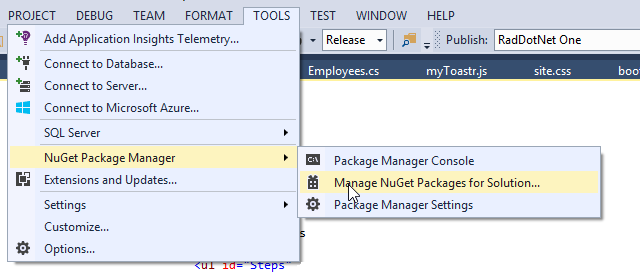 PROJECT DEBUG TEAM FORMAT TOOLS TEST WINDOW HELP
Add Application Insights Telemetry... Release Publish: RadDotNet One
Connect to Database... Employees.cs myToastr.js site.css boo
Connect to Server...
Connect to Microsoft Azure...
SQL Server
NuGet Package Manager
Package Manager Console
Extensions and Updates...
Manage NuGet Packages for Solution...
Settings
Package Manager Settings
Customize...
s
Options...
<ul id="Steps"